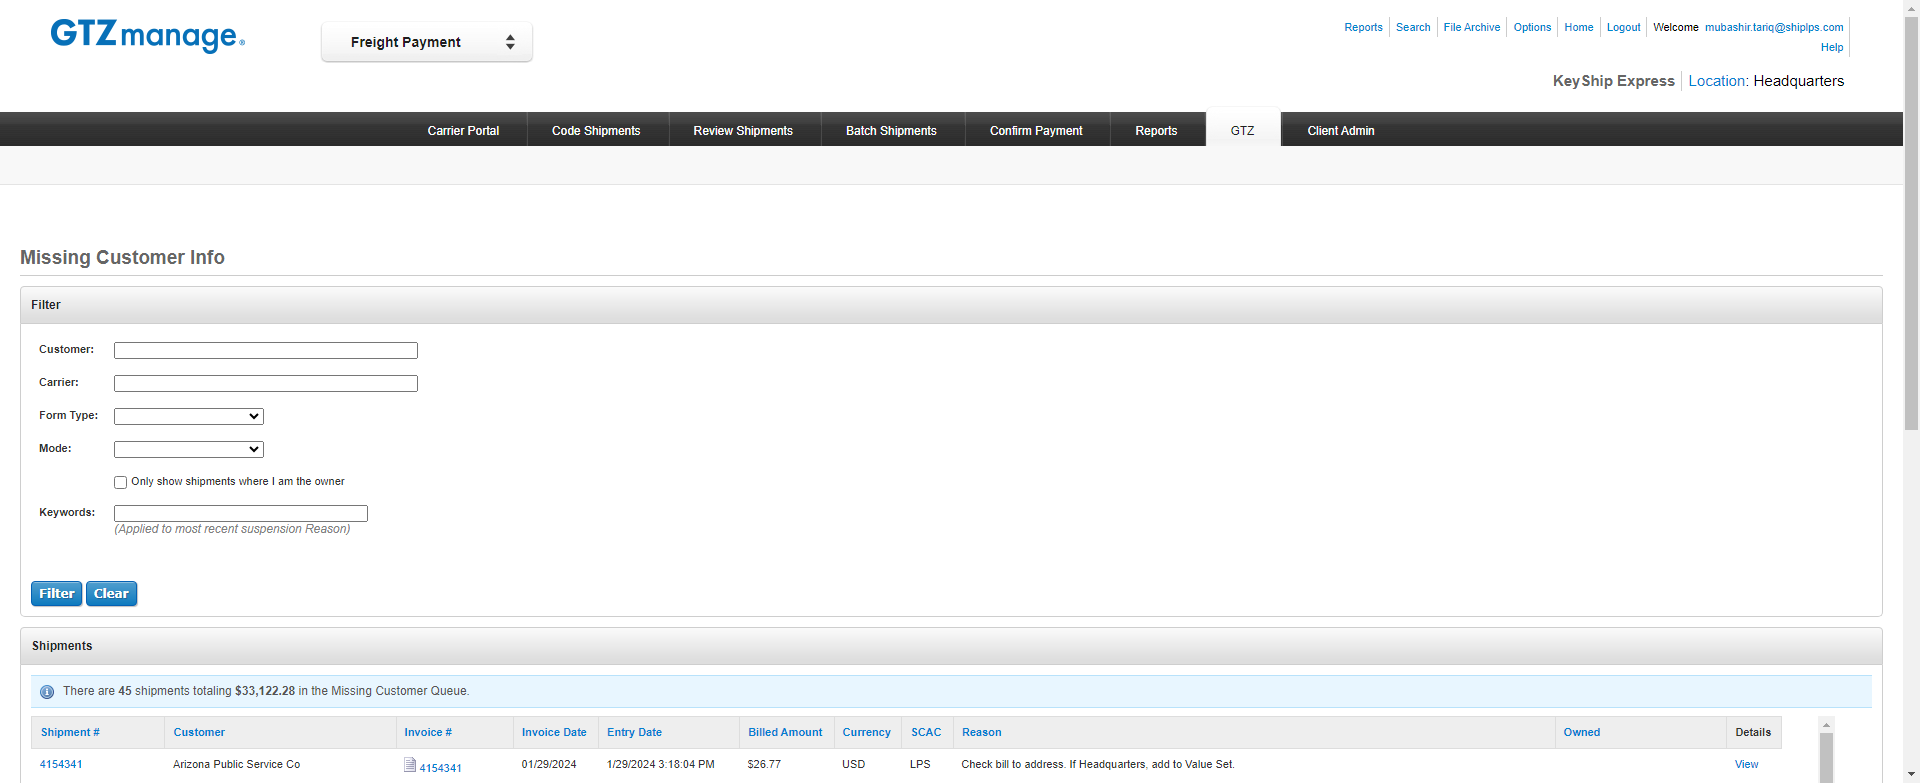 GTZmanage®
Freight Payment
Reports Search File Archive Options Home Logout Welcome mubashir.tariq@shiplps.com
Help
KeyShip Express Location: Headquarters
Carrier Portal Code Shipments Review Shipments Batch Shipments Confirm Payment Reports GTZ Client Admin
Missing Customer Info
Filter
Customer:
Carrier:
Form Type:
Mode:
Only show shipments where I am the owner
Keywords:
(Applied to most recent suspension Reason)
Filter Clear
Shipments
There are 45 shipments totaling $33,122.28 in the Missing Customer Queue.
Shipment # Customer Invoice # Invoice Date Entry Date Billed Amount Currency SCAC Reason Owned Details
4154341 Arizona Public Service Co 4154341 01/29/2024 1/29/2024 3:18:04 PM $26.77 USD LPS Check bill to address. If Headquarters, add to Value Set. View